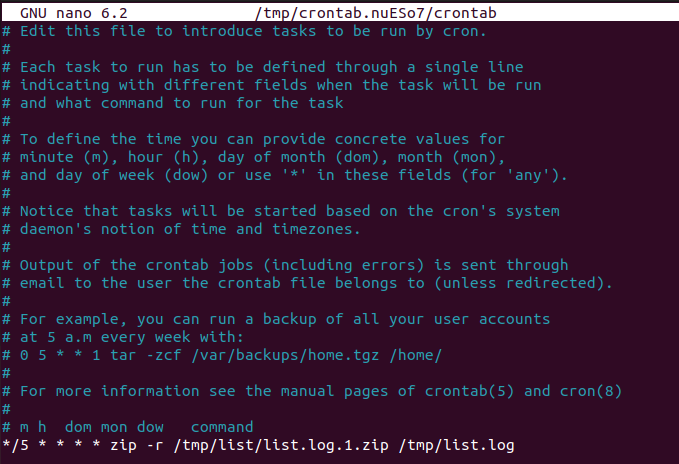 GNU nano 6.2 /tmp/crontab.nuESo7/crontab
# Edit this file to introduce tasks to be run by cron.
#
# Each task to run has to be defined through a single line
# indicating with different fields when the task will be run
# and what command to run for the task
#
# To define the time you can provide concrete values for
# minute (m), hour (h), day of month (dom), month (mon),
# and day of week (dow) or use '*' in these fields (for 'any').
#
# Notice that tasks will be started based on the cron's system
# daemon's notion of time and timezones.
#
# Output of the crontab jobs (including errors) is sent through
# email to the user the crontab file belongs to (unless redirected).
#
# For example, you can run a backup of all your user accounts
# at 5 a.m every week with:
# 0 5 * * 1 tar -zcf /var/backups/home.tgz /home/
#
# For more information see the manual pages of crontab(5) and cron(8)
#
# m h  dom mon dow   command
*/5 * * * * zip -r /tmp/list/list.log.1.zip /tmp/list.log